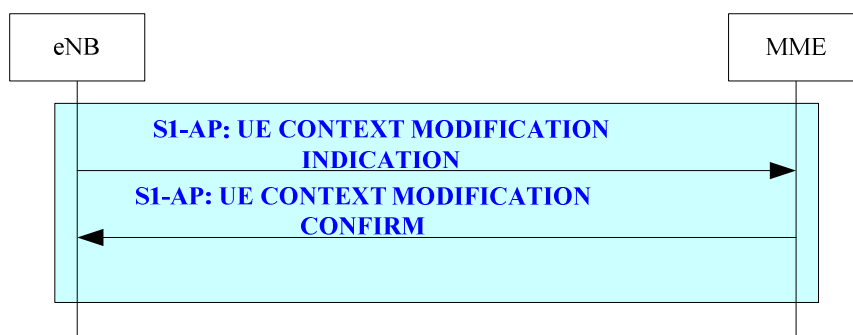 eNB
MME
S1-AP: UE CONTEXT MODIFICATION
INDICATION
S1-AP: UE CONTEXT MODIFICATION
CONFIRM